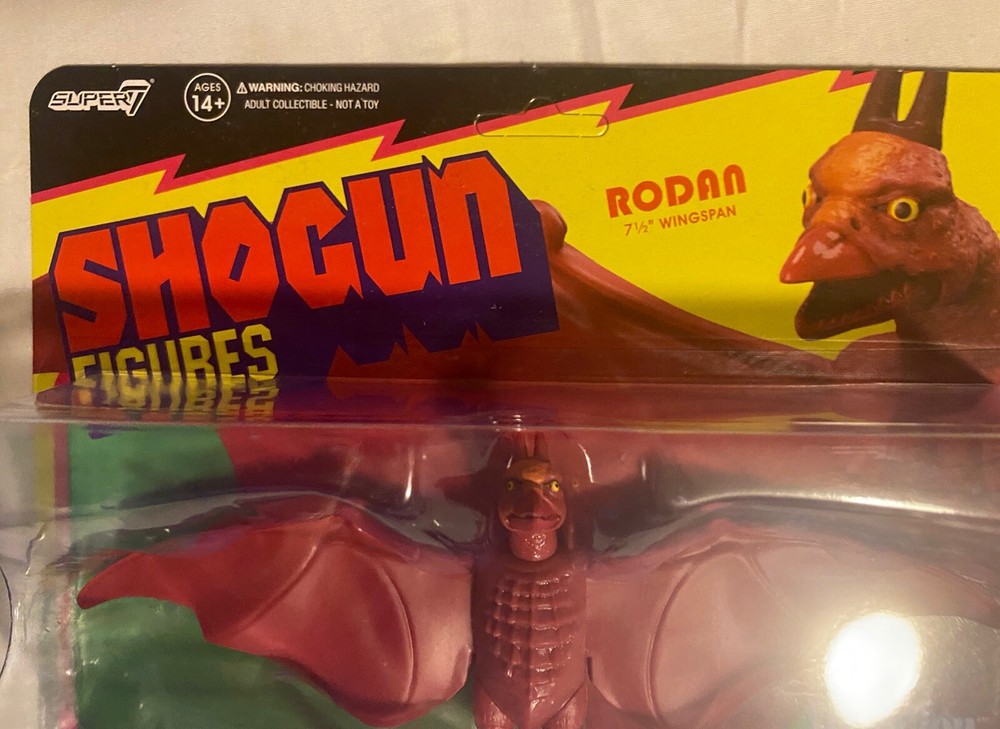 SUPER7
AGES
14+
⚠WARNING: CHOKING HAZARD
ADULT COLLECTIBLE - NOT A TOY
SHOGUN
FIGURES
RODAN
7½" WINGSPAN